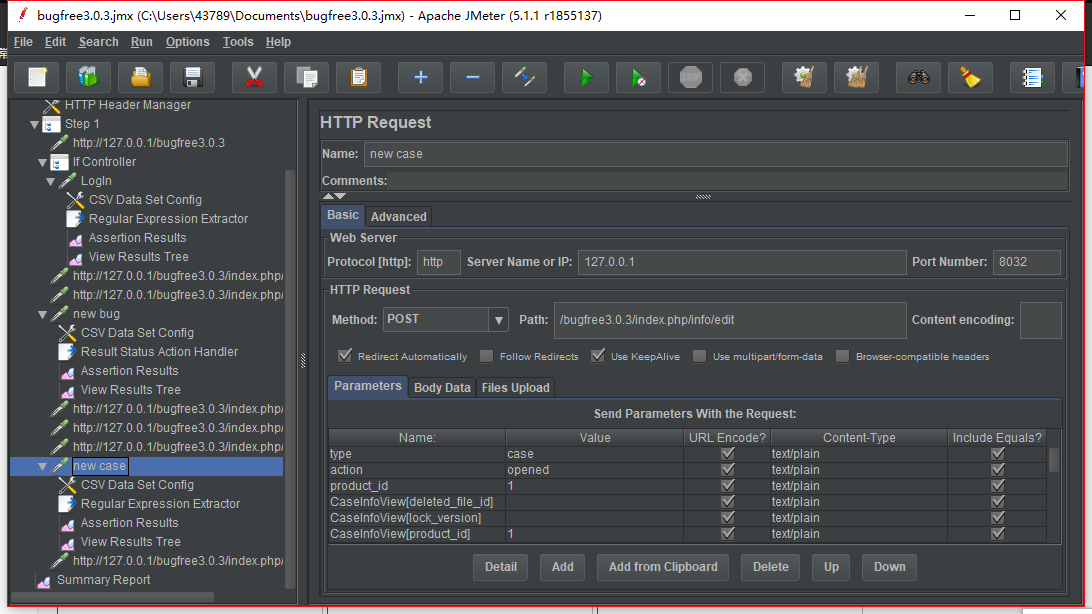 bugfree3.0.3.jmx (C:\Users\43789\Documents\bugfree3.0.3.jmx) - Apache JMeter (5.1.1 r1855137)
File Edit Search Run Options Tools Help
STOP
HTTP Header Manager
Step 1
http://127.0.0.1/bugfree3.0.3
If Controller
LogIn
CSV Data Set Config
Regular Expression Extractor
Assertion Results
View Results Tree
http://127.0.0.1/bugfree3.0.3/index.php/
http://127.0.0.1/bugfree3.0.3/index.php/
new bug
CSV Data Set Config
Result Status Action Handler
Assertion Results
View Results Tree
http://127.0.0.1/bugfree3.0.3/index.php/
http://127.0.0.1/bugfree3.0.3/index.php/
http://127.0.0.1/bugfree3.0.3/index.php/
new case
CSV Data Set Config
Regular Expression Extractor
Assertion Results
View Results Tree
http://127.0.0.1/bugfree3.0.3/index.php/
Summary Report
HTTP Request
Name: new case
Comments:
Basic Advanced
Web Server
Protocol [http]: http Server Name or IP: 127.0.0.1 Port Number: 8032
HTTP Request
Method: POST Path: /bugfree3.0.3/index.php/info/edit Content encoding:
Redirect Automatically Follow Redirects Use KeepAlive Use multipart/form-data Browser-compatible headers
Parameters Body Data Files Upload
Send Parameters With the Request:
Name: Value URL Encode? Content-Type Include Equals?
type case text/plain
action opened text/plain
product_id 1 text/plain
CaseInfoView[deleted_file_id] text/plain
CaseInfoView[lock_version] text/plain
CaseInfoView[product_id] 1 text/plain
Detail Add Add from Clipboard Delete Up Down